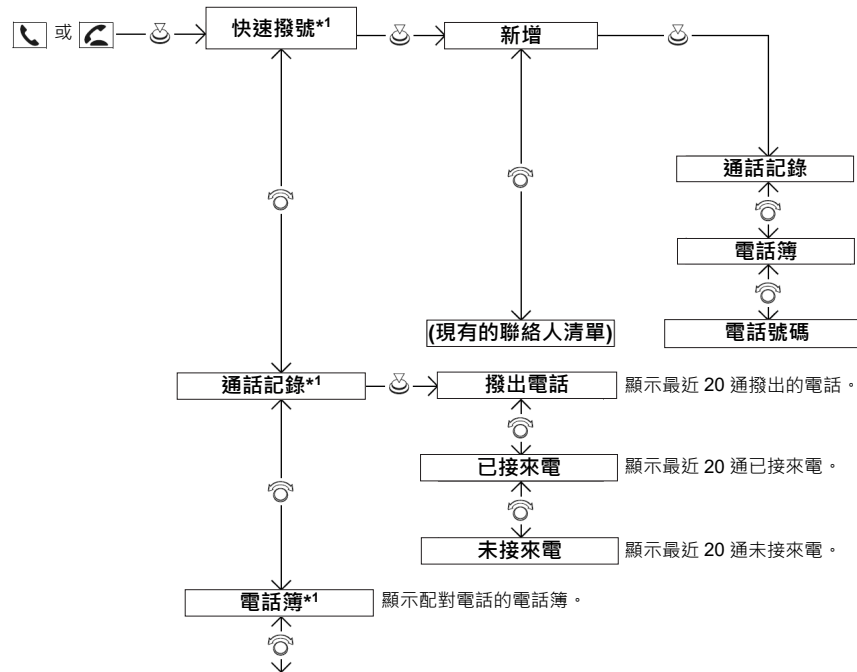 或
快速撥號*1
新增
通話記錄
電話簿
電話號碼
(現有的聯絡人清單)
通話記錄*1
撥出電話
顯示最近 20 通撥出的電話。
已接來電
顯示最近 20 通已接來電。
未接來電
顯示最近 20 通未接來電。
電話簿*1
顯示配對電話的電話簿。